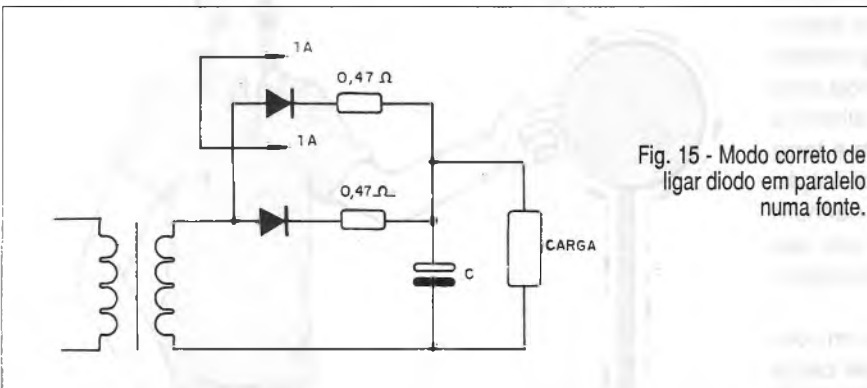 1A
0,47 Ω
1A
0,47 Ω
CARGA
C
Fig. 15 - Modo correto de
ligar diodo em paralelo
numa fonte.